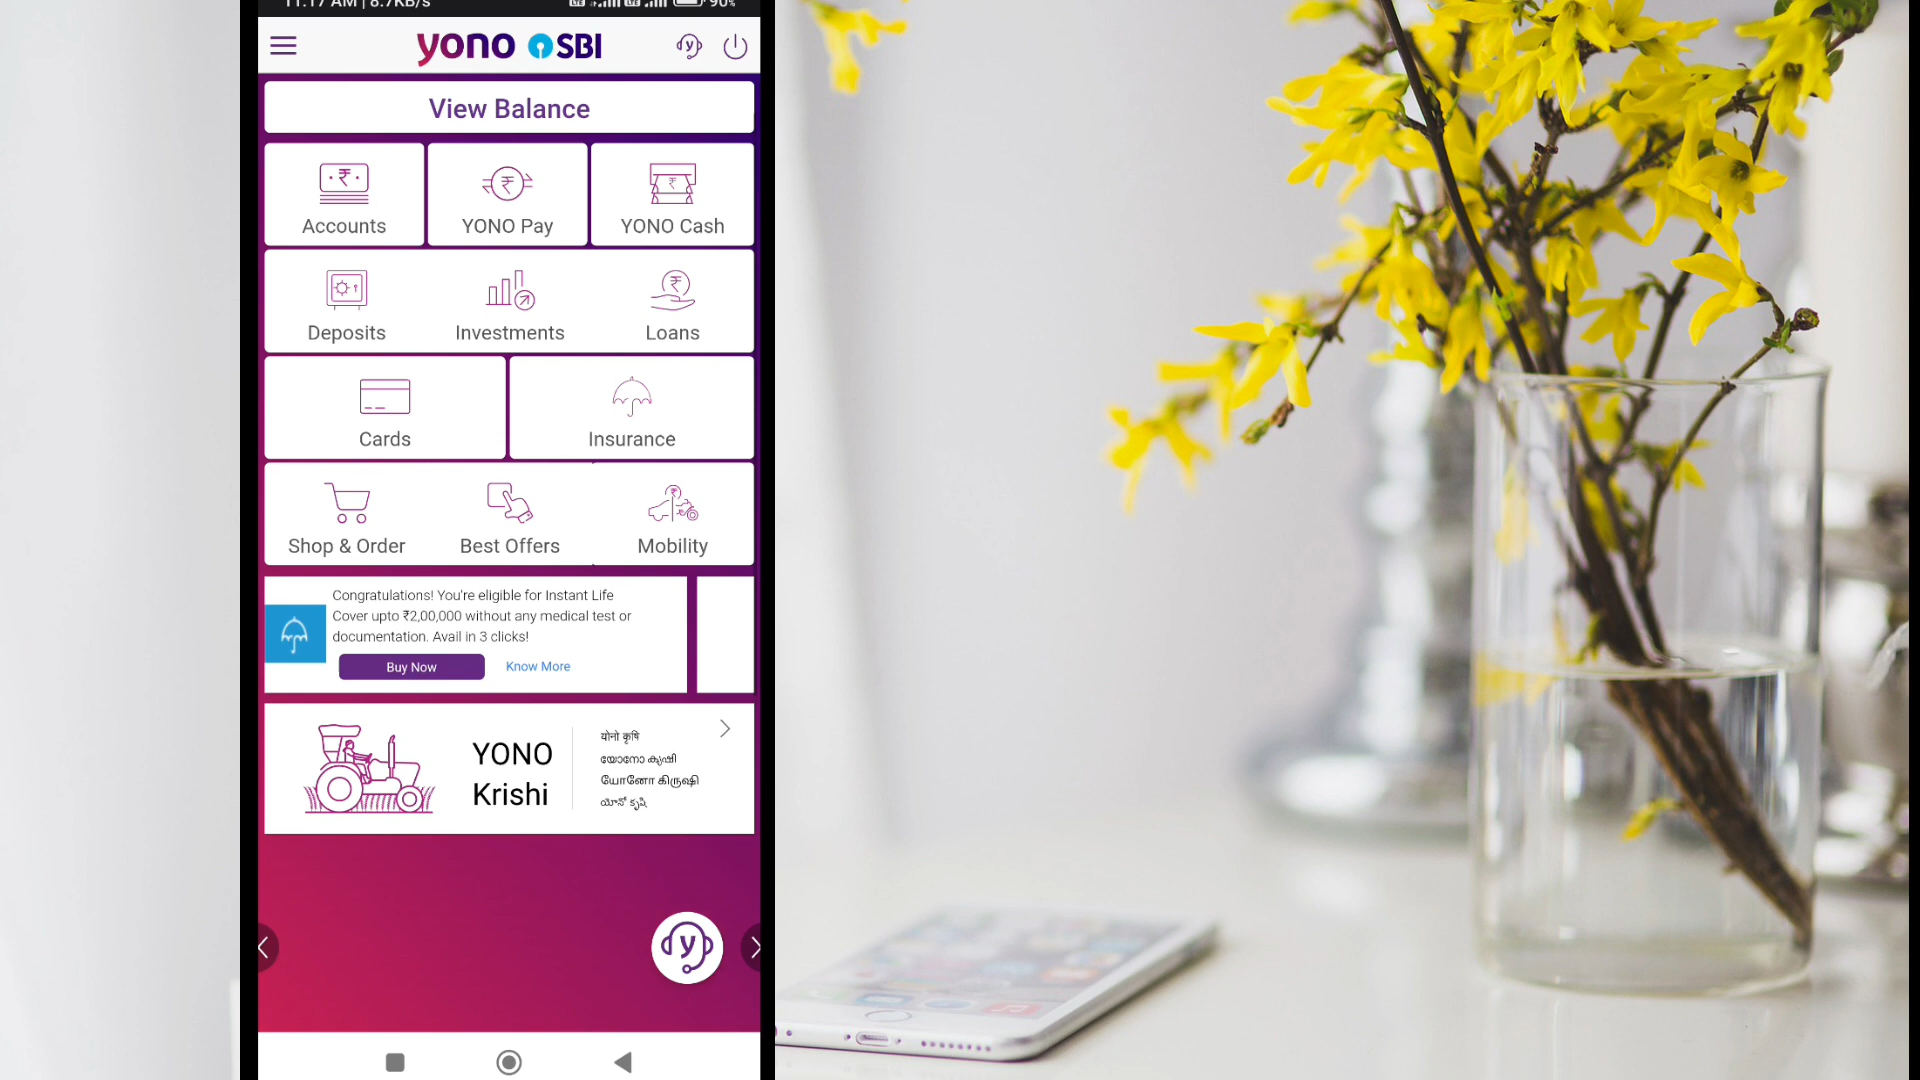 yono SBI
View Balance
Accounts YONO Pay YONO Cash
Deposits Investments Loans
Cards Insurance
Shop & Order Best Offers Mobility
Congratulations! You're eligible for Instant Life
Cover upto ₹2,00,000 without any medical test or
documentation. Avail in 3 clicks!
Buy Now Know More
YONO
Krishi
योनो कृषि
യോനോ കൃഷി
யோனோ கிருஷி
యోనో కృషి